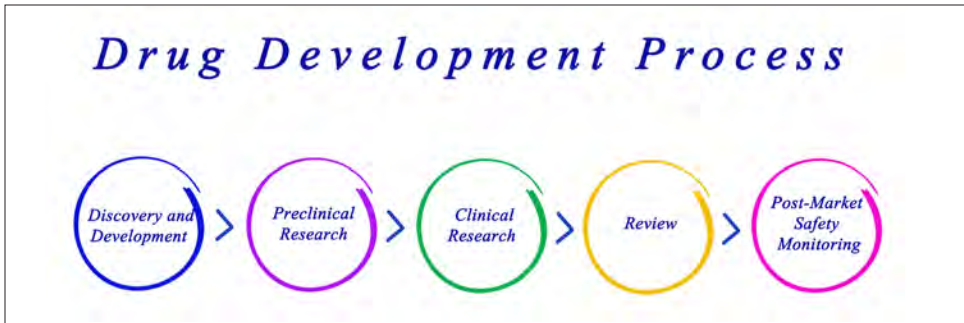 Drug Development Process
Discovery and
Development
Preclinical
Research
Clinical
Research
Review
Post-Market
Safety
Monitoring